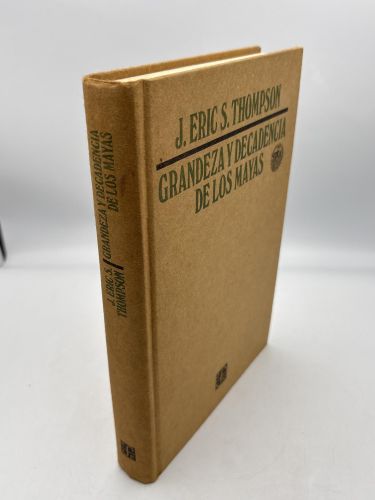 J. ERIC S. THOMPSON
GRANDEZA Y DECADENCIA
DE LOS MAYAS
J. ERIC S.
THOMPSON
GRANDEZA Y DECADENCIA
DE LOS MAYAS